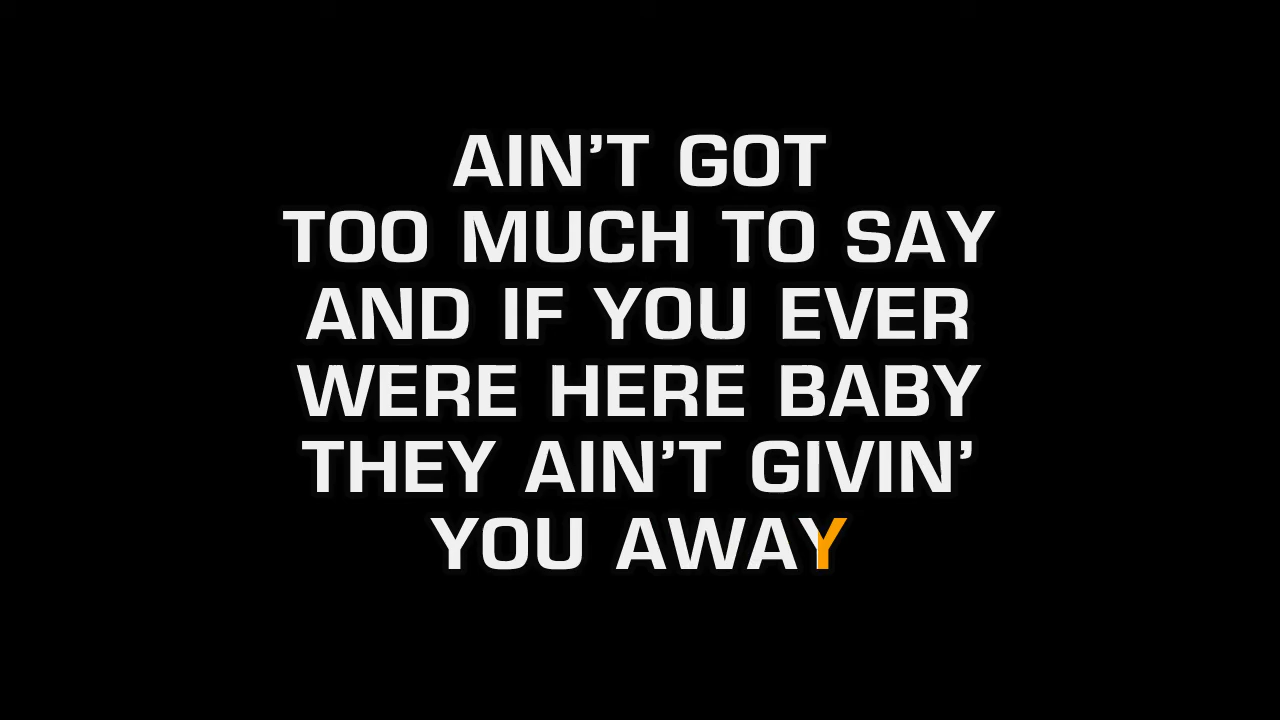 AIN’T GOT
TOO MUCH TO SAY
AND IF YOU EVER
WERE HERE BABY
THEY AIN’T GIVIN’
YOU AWAY